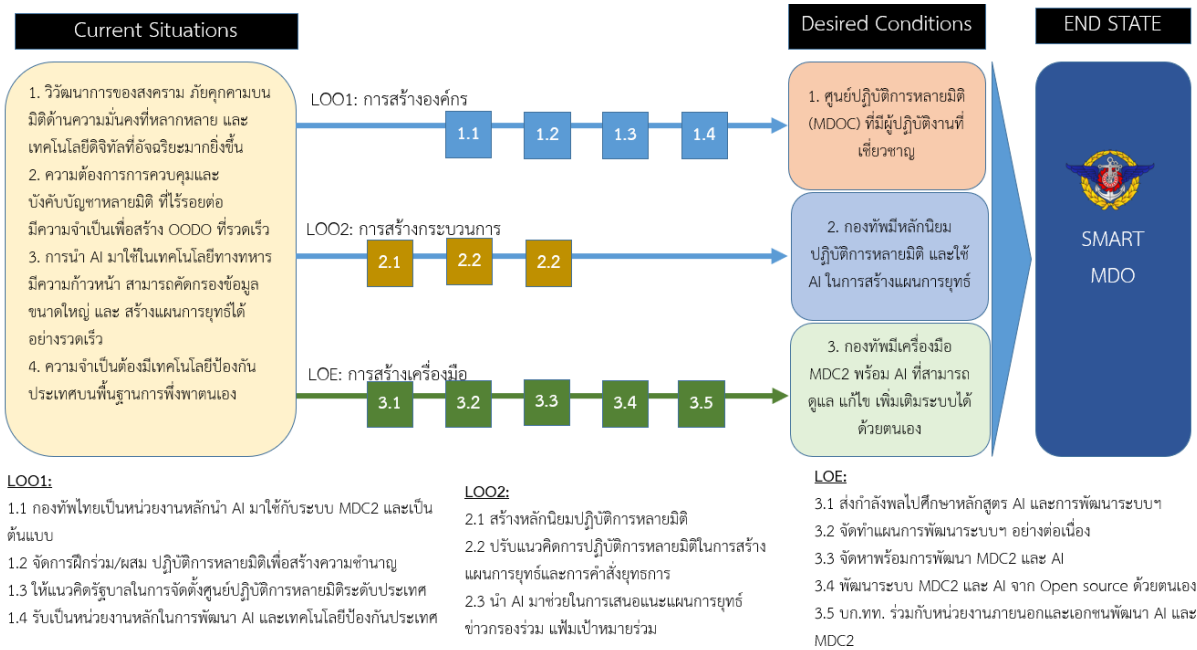 Current Situations
Desired Conditions
END STATE
1. วิวัฒนาการของสงคราม ภัยคุกคามบน
มิติด้านความมั่นคงที่หลากหลาย และ
เทคโนโลยีดิจิทัลที่อัจฉริยะมากยิ่งขึ้น
2. ความต้องการการควบคุมและ
บังคับบัญชาหลายมิติ ที่ไร้รอยต่อ
มีความจำเป็นเพื่อสร้าง OODO ที่รวดเร็ว
3. การนำ AI มาใช้ในเทคโนโลยีทางทหาร
มีความก้าวหน้า สามารถคัดกรองข้อมูล
ขนาดใหญ่ และ สร้างแผนการยุทธ์ได้
อย่างรวดเร็ว
4. ความจำเป็นต้องมีเทคโนโลยีป้องกัน
ประเทศบนพื้นฐานการพึ่งพาตนเอง
LOO1: การสร้างองค์กร
1.1 1.2 1.3 1.4
LOO2: การสร้างกระบวนการ
2.1 2.2 2.2
LOE: การสร้างเครื่องมือ
3.1 3.2 3.3 3.4 3.5
1. ศูนย์ปฏิบัติการหลายมิติ
(MDOC) ที่มีผู้ปฏิบัติงานที่
เชี่ยวชาญ
2. กองทัพมีหลักนิยม
ปฏิบัติการหลายมิติ และใช้
AI ในการสร้างแผนการยุทธ์
3. กองทัพมีเครื่องมือ
MDC2 พร้อม AI ที่สามารถ
ดูแล แก้ไข เพิ่มเติมระบบได้
ด้วยตนเอง
SMART
MDO
LOO1:
1.1 กองทัพไทยเป็นหน่วยงานหลักนำ AI มาใช้กับระบบ MDC2 และเป็น
ต้นแบบ
1.2 จัดการฝึกร่วม/ผสม ปฏิบัติการหลายมิติเพื่อสร้างความชำนาญ
1.3 ให้แนวคิดรัฐบาลในการจัดตั้งศูนย์ปฏิบัติการหลายมิติระดับประเทศ
1.4 รับเป็นหน่วยงานหลักในการพัฒนา AI และเทคโนโลยีป้องกันประเทศ
LOO2:
2.1 สร้างหลักนิยมปฏิบัติการหลายมิติ
2.2 ปรับแนวคิดการปฏิบัติการหลายมิติในการสร้าง
แผนการยุทธ์และการคำสั่งยุทธการ
2.3 นำ AI มาช่วยในการเสนอแนะแผนการยุทธ์
ข่าวกรองร่วม แฟ้มเป้าหมายร่วม
LOE:
3.1 ส่งกำลังพลไปศึกษาหลักสูตร AI และการพัฒนาระบบฯ
3.2 จัดทำแผนการพัฒนาระบบฯ อย่างต่อเนื่อง
3.3 จัดหาพร้อมการพัฒนา MDC2 และ AI
3.4 พัฒนาระบบ MDC2 และ AI จาก Open source ด้วยตนเอง
3.5 บก.ทท. ร่วมกับหน่วยงานภายนอกและเอกชนพัฒนา AI และ
MDC2